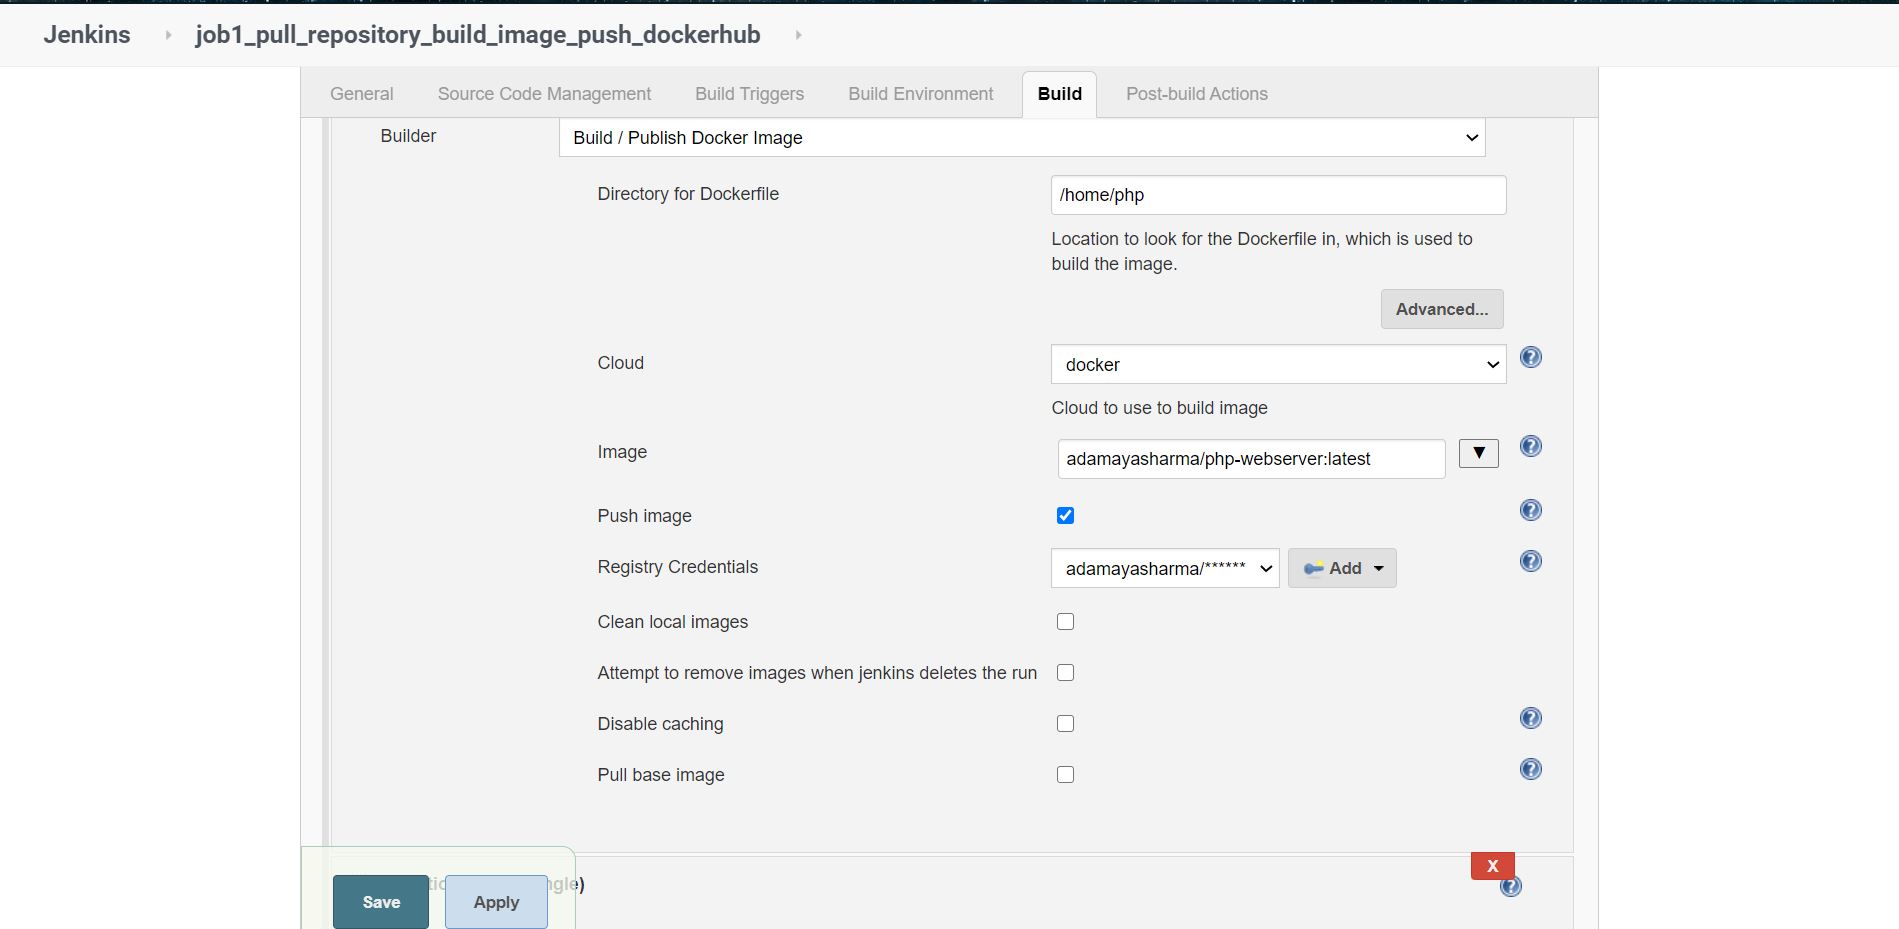 Jenkins job1_pull_repository_build_image_push_dockerhub
General Source Code Management Build Triggers Build Environment Build Post-build Actions
Builder Build / Publish Docker Image
Directory for Dockerfile /home/php
Location to look for the Dockerfile in, which is used to
build the image.
Advanced...
Cloud docker
Cloud to use to build image
Image adamayasharma/php-webserver:latest
Push image
Registry Credentials adamayasharma/****** Add
Clean local images
Attempt to remove images when jenkins deletes the run
Disable caching
Pull base image
X
Save Apply